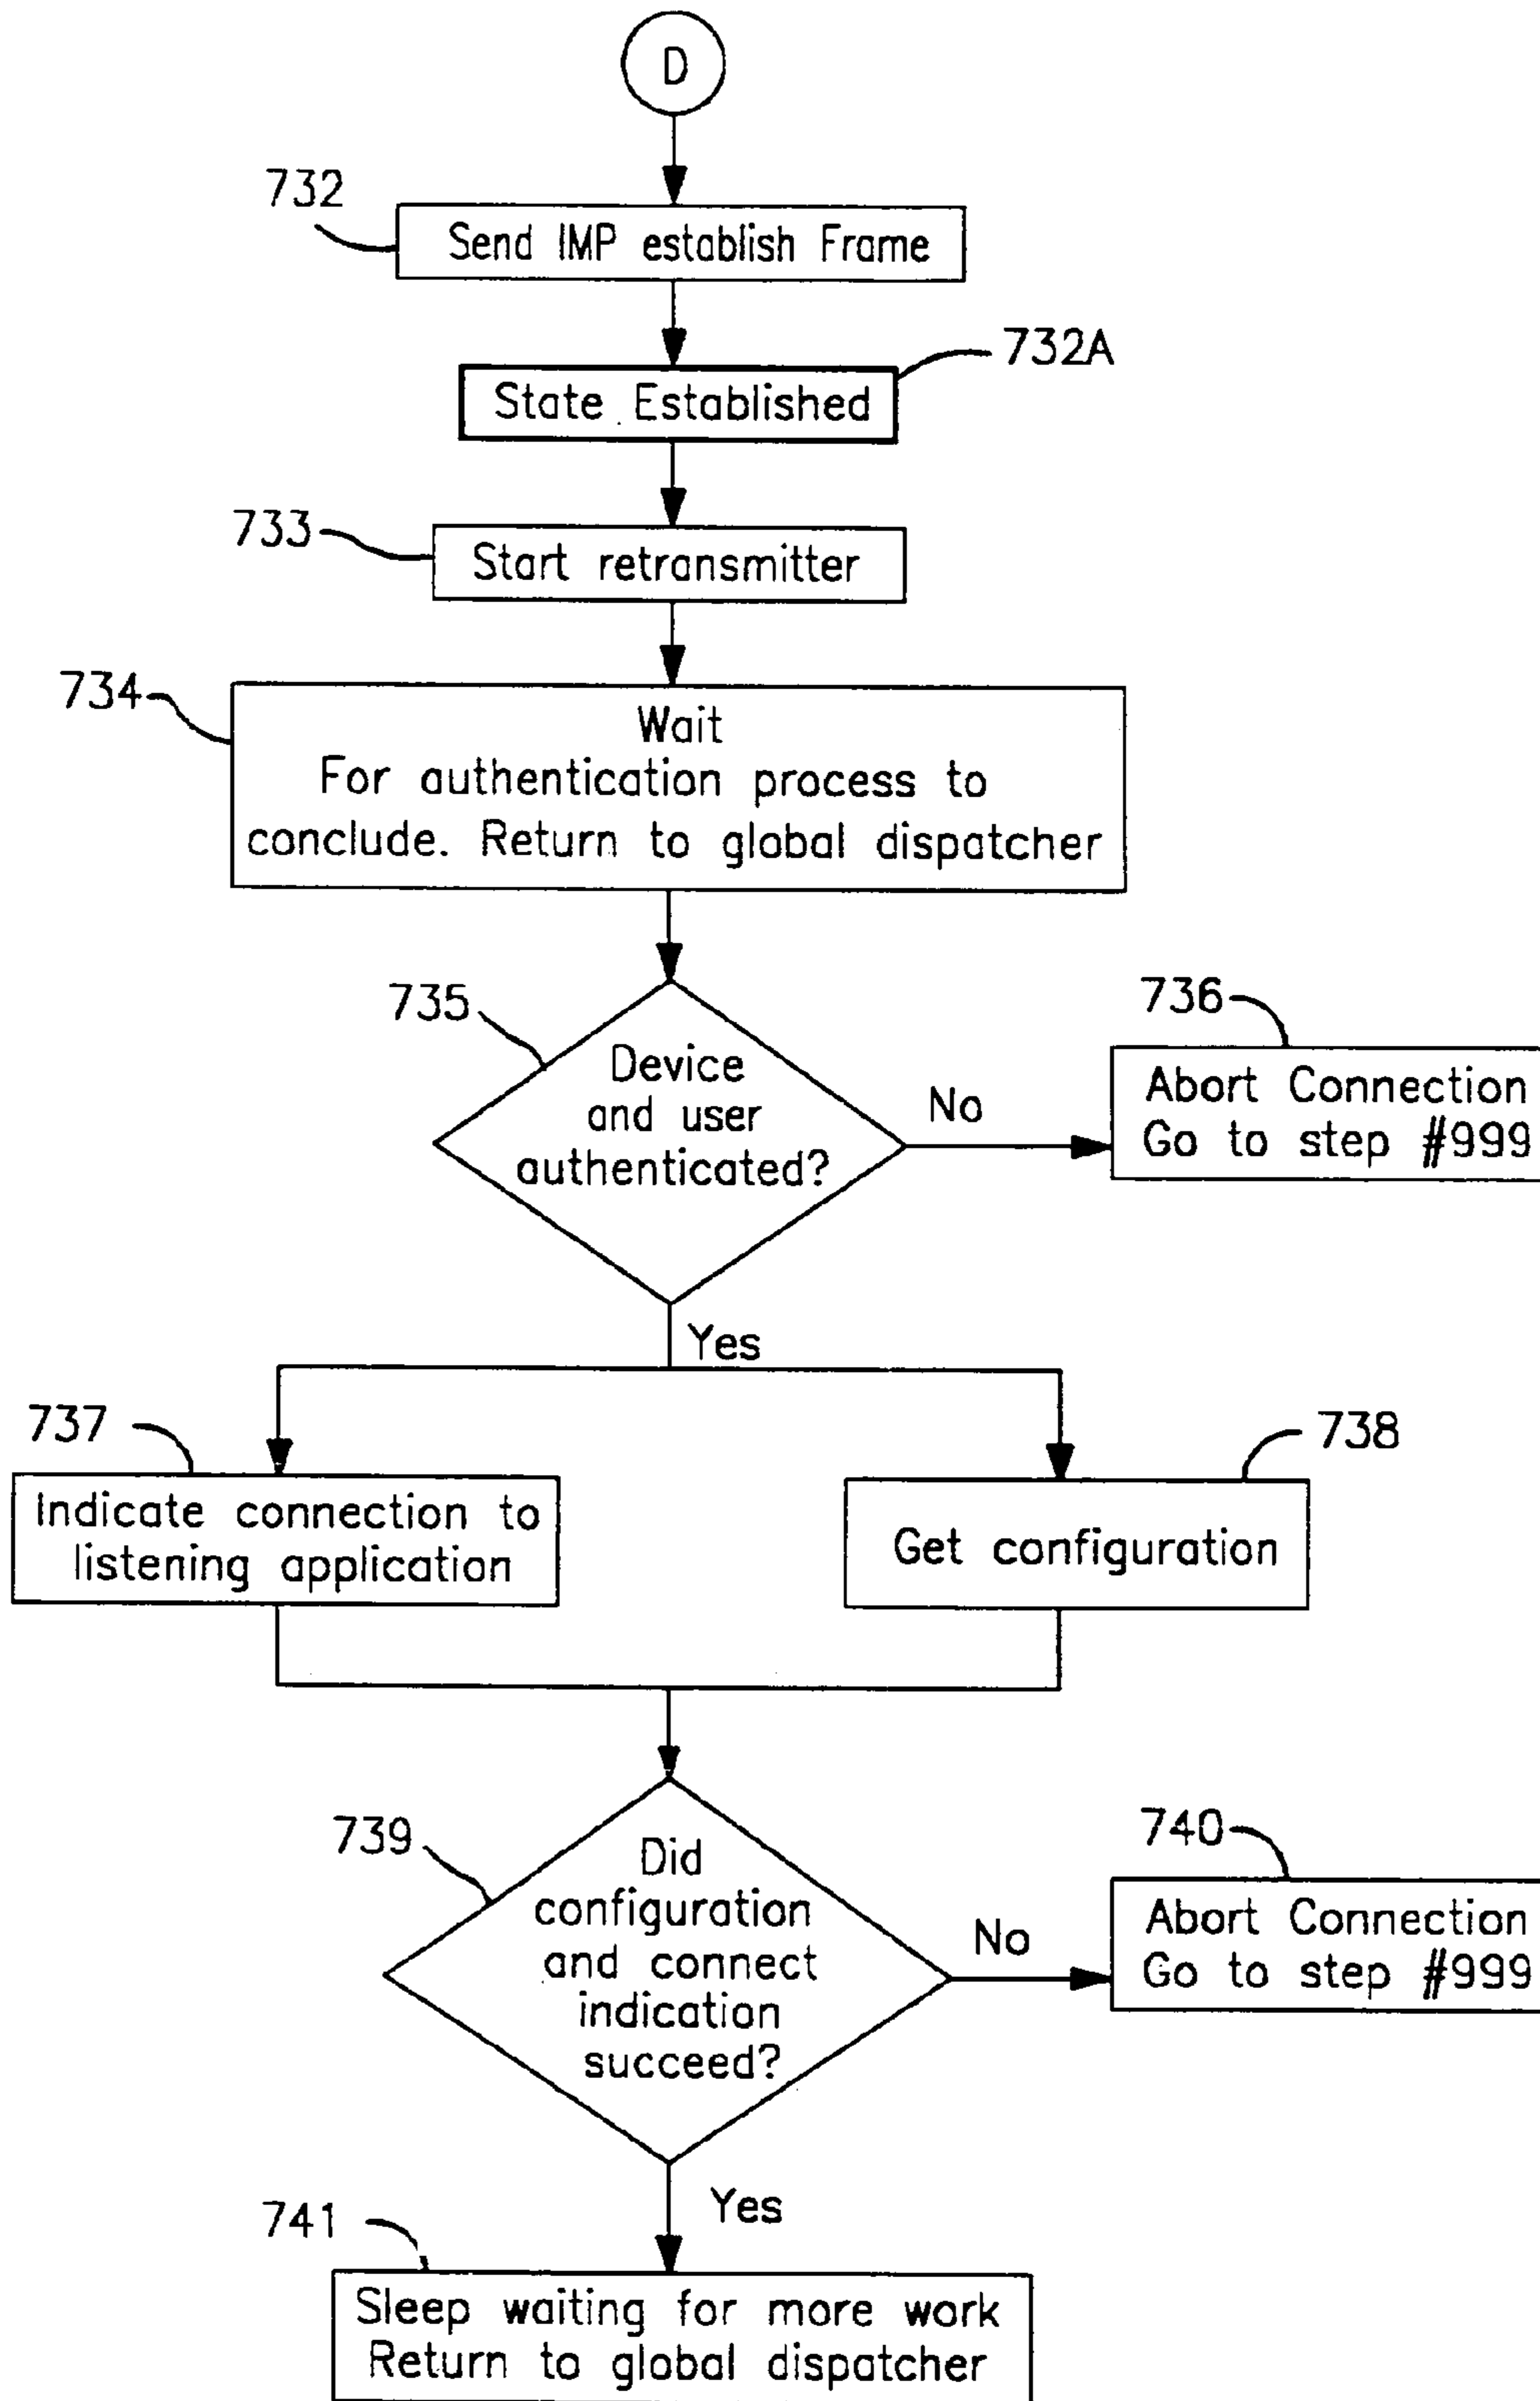 D
732
Send IMP establish Frame
732A
State Established
733
Start retransmitter
734
Wait
For authentication process to
conclude. Return to global dispatcher
735
Device
and user
authenticated?
No
736
Abort Connection
Go to step #999
Yes
737
Indicate connection to
listening application
738
Get configuration
739
Did
configuration
and connect
indication
succeed?
No
740
Abort Connection
Go to step #999
Yes
741
Sleep waiting for more work
Return to global dispatcher